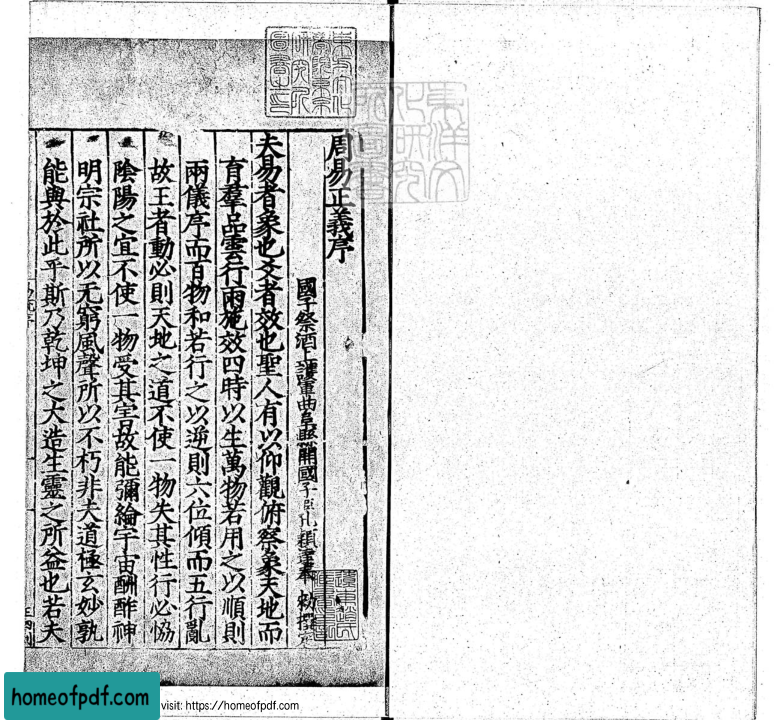 周易正義序
國子祭酒上護軍曲阜縣開國子臣孔穎達奉 勑撰
夫易者象也爻者效也聖人有以仰觀俯察象天地而
育羣品雲行雨施效四時以生萬物若用之以順則
兩儀序而百物和若行之以逆則六位傾而五行亂
故王者動必則天地之道不使一物失其性行必恊
陰陽之宜不使一物受其害故能彌綸宇宙酬酢神
明宗社所以无窮風聲所以不朽非夫道極玄妙孰
能與於此乎斯乃乾坤之大造生靈之所益也若夫
homeofpdf.com
visit: https://homeofpdf.com